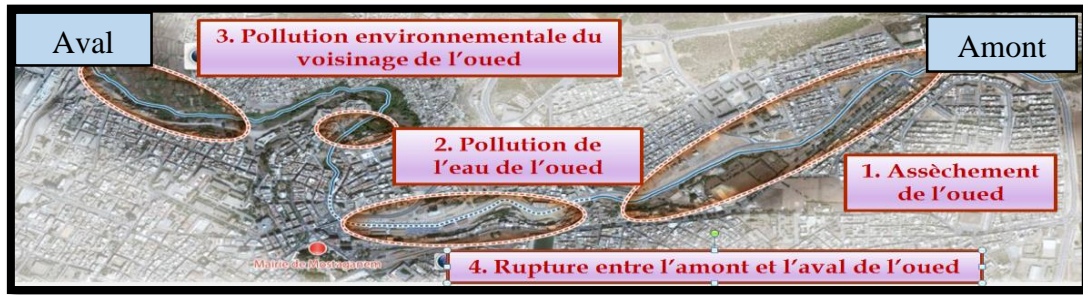 Aval
3. Pollution environnementale du
voisinage de l'oued
Amont
2. Pollution de
l'eau de l'oued
1. Assèchement
de l'oued
Mairie de Mostaganem
4. Rupture entre l'amont et l'aval de l'oued